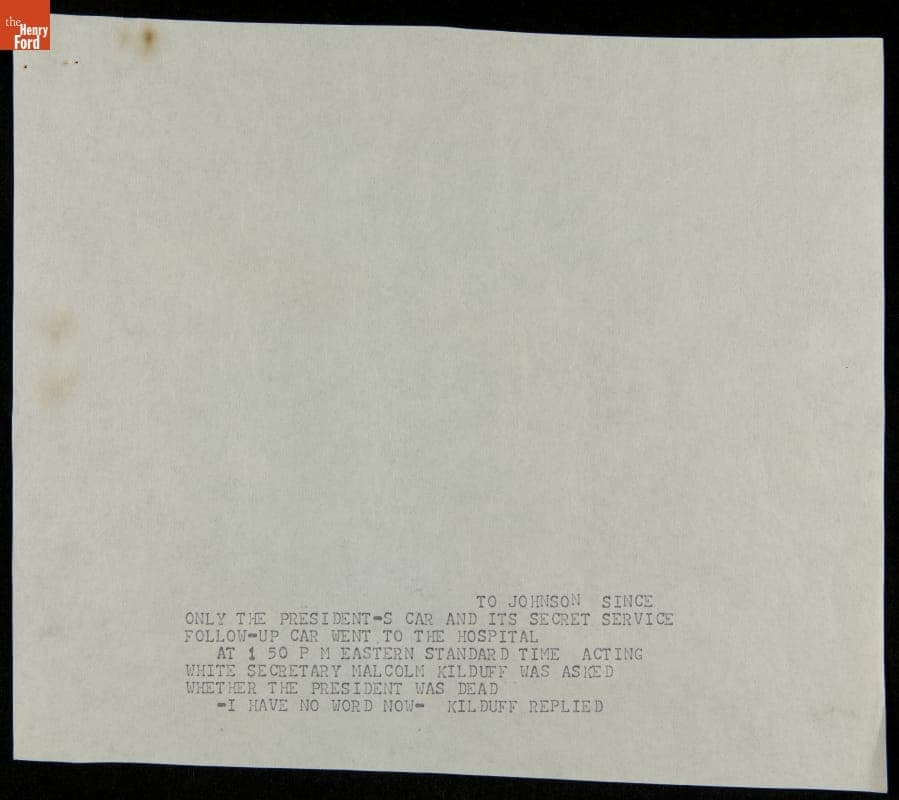 the
Henry
Ford
TO JOHNSON SINCE
ONLY THE PRESIDENT-S CAR AND ITS SECRET SERVICE
FOLLOW-UP CAR WENT TO THE HOSPITAL
AT 1 50 P M EASTERN STANDARD TIME ACTING
WHITE SECRETARY MALCOLM KILDUFF WAS ASKED
WHETHER THE PRESIDENT WAS DEAD
-I HAVE NO WORD NOW- KILDUFF REPLIED